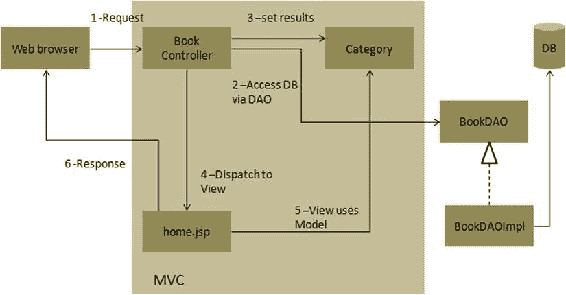 1-Request
3–set results
Web browser
Book
Controller
Category
DB
2–Access DB
via DAO
BookDAO
6-Response
4–Dispatch to
View
5–View uses
Model
home.jsp
BookDAOImpl
MVC